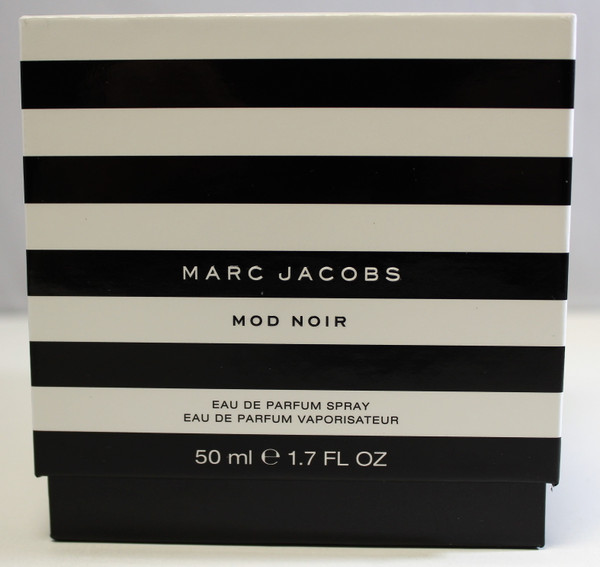 MARC JACOBS
MOD NOIR
EAU DE PARFUM SPRAY
EAU DE PARFUM VAPORISATEUR
50 ml ℮ 1.7 FL OZ